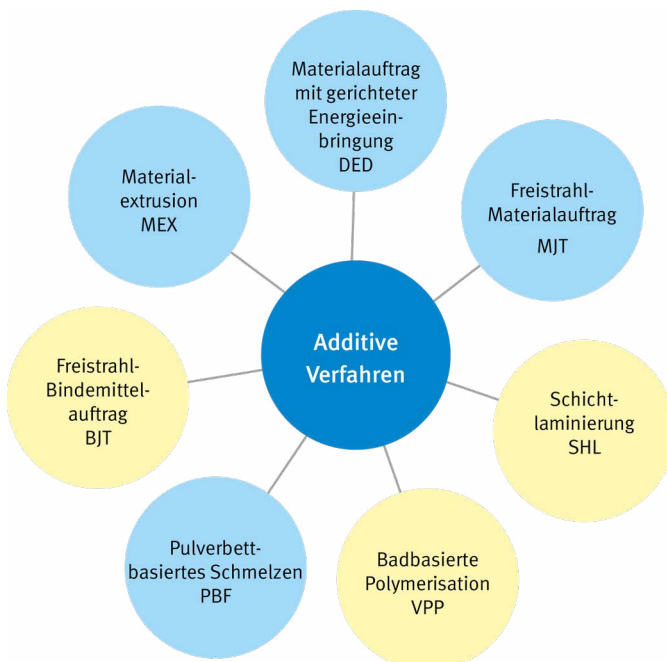 Materialauftrag
mit gerichteter
Energieein-
bringung
DED
Material-
extrusion
MEX
Freistrahl-
Materialauftrag
MJT
Additive
Verfahren
Freistrahl-
Bindemittel-
auftrag
BJT
Schicht-
laminierung
SHL
Pulverbett-
basiertes Schmelzen
PBF
Badbasierte
Polymerisation
VPP